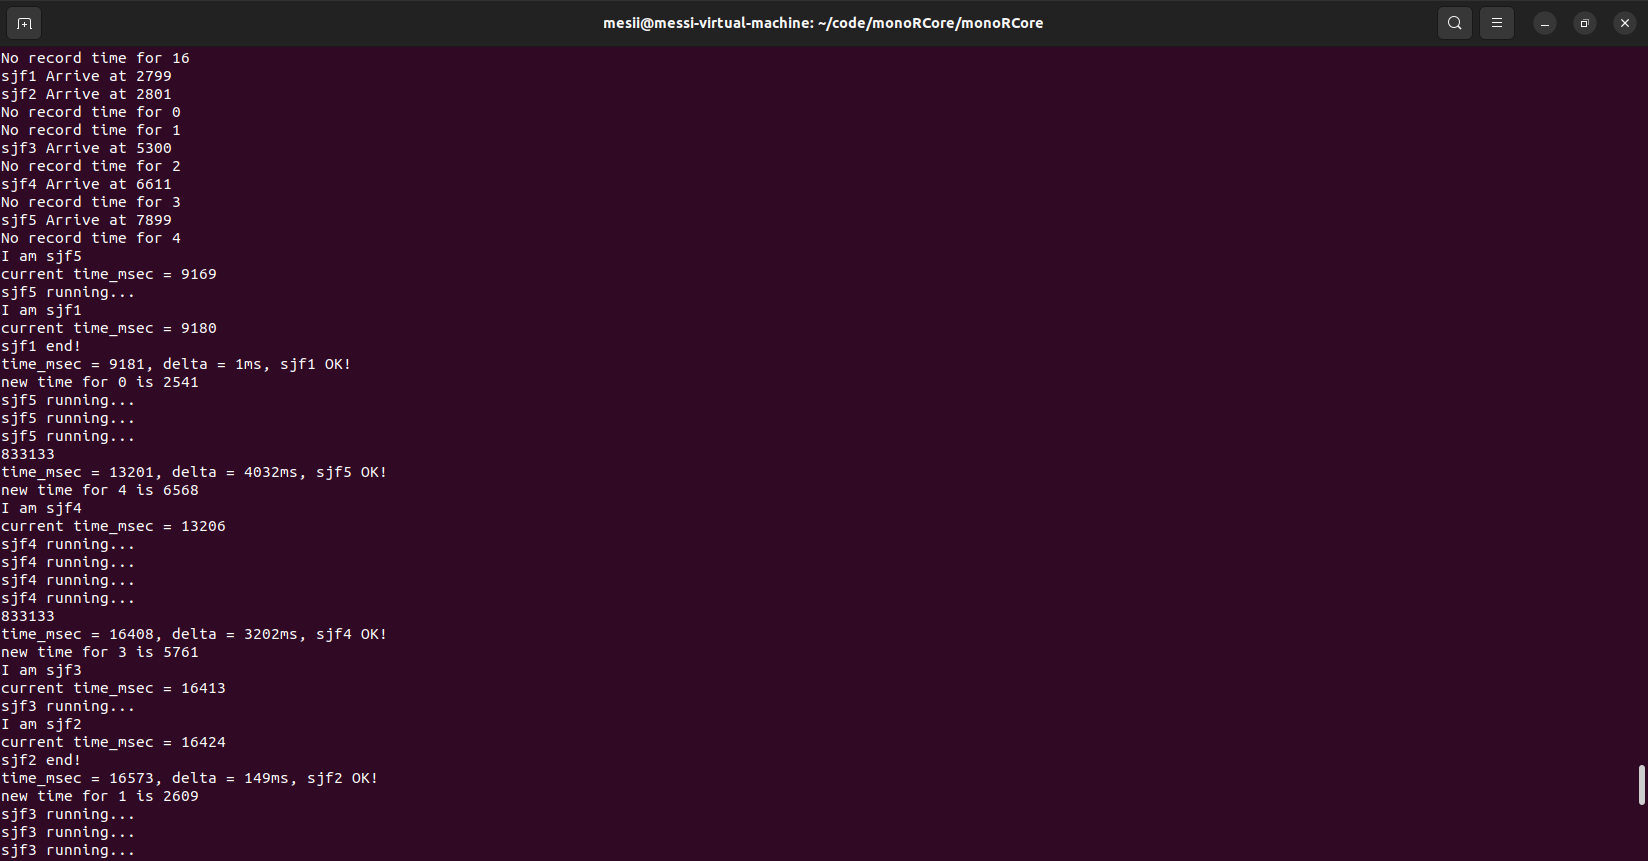 mesii@messi-virtual-machine: ~/code/monoRCore/monoRCore
No record time for 16
sjf1 Arrive at 2799
sjf2 Arrive at 2801
No record time for 0
No record time for 1
sjf3 Arrive at 5300
No record time for 2
sjf4 Arrive at 6611
No record time for 3
sjf5 Arrive at 7899
No record time for 4
I am sjf5
current time_msec = 9169
sjf5 running...
I am sjf1
current time_msec = 9180
sjf1 end!
time_msec = 9181, delta = 1ms, sjf1 OK!
new time for 0 is 2541
sjf5 running...
sjf5 running...
sjf5 running...
833133
time_msec = 13201, delta = 4032ms, sjf5 OK!
new time for 4 is 6568
I am sjf4
current time_msec = 13206
sjf4 running...
sjf4 running...
sjf4 running...
sjf4 running...
833133
time_msec = 16408, delta = 3202ms, sjf4 OK!
new time for 3 is 5761
I am sjf3
current time_msec = 16413
sjf3 running...
I am sjf2
current time_msec = 16424
sjf2 end!
time_msec = 16573, delta = 149ms, sjf2 OK!
new time for 1 is 2609
sjf3 running...
sjf3 running...
sjf3 running...